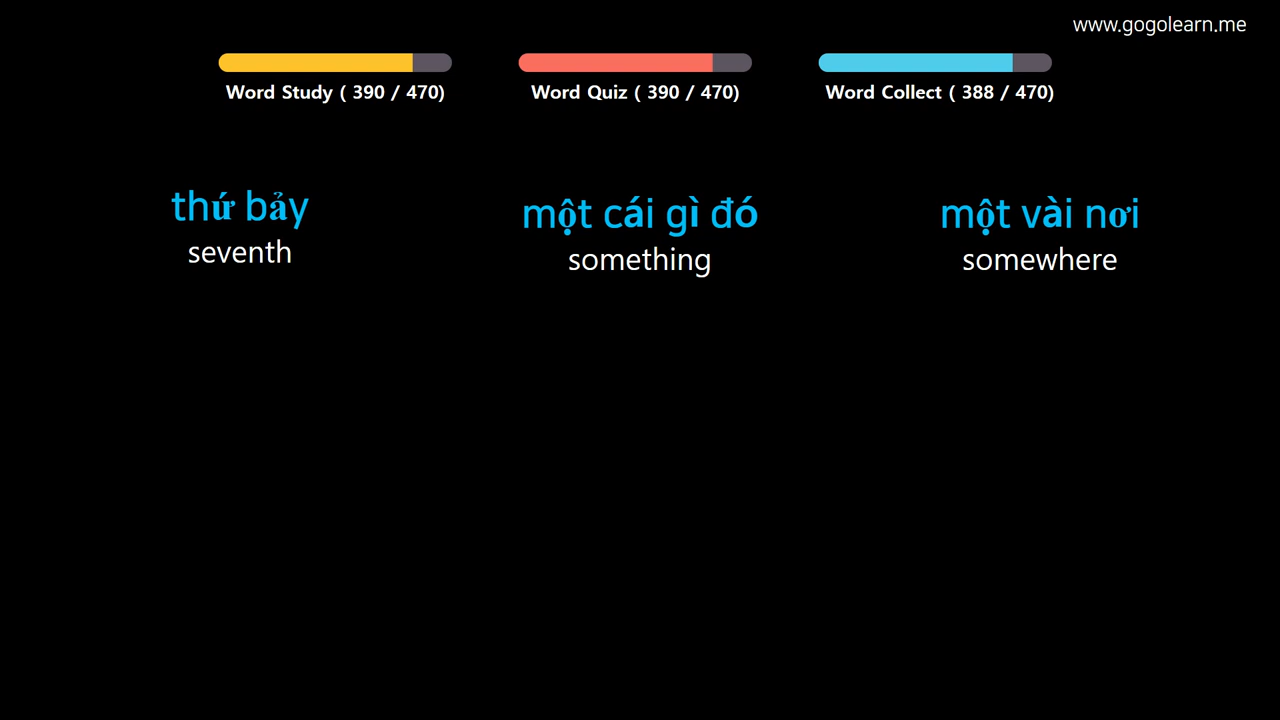 www.gogolearn.me
Word Study ( 390 / 470)
Word Quiz ( 390 / 470)
Word Collect ( 388 / 470)
thứ bảy
seventh
một cái gì đó
something
một vài nơi
somewhere